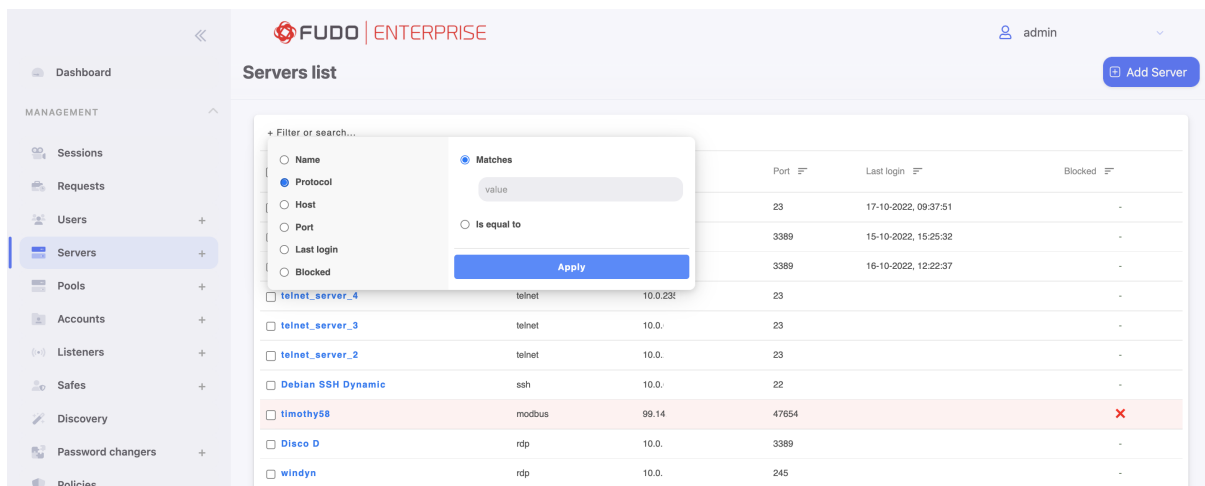 FUDO ENTERPRISE
admin
Dashboard
Servers list
Add Server
MANAGEMENT
+ Filter or search...
Sessions
Requests
Users +
Servers +
Pools +
Accounts +
Listeners +
Safes +
Discovery
Password changers +
Policies
Name
Protocol
Host
Port
Last login
Blocked
Matches
value
Is equal to
Apply
Port Last login Blocked
23 17-10-2022, 09:37:51 -
3389 15-10-2022, 15:25:32 -
3389 16-10-2022, 12:22:37 -
telnet_server_4 telnet 10.0.235 23 -
telnet_server_3 telnet 10.0. 23 -
telnet_server_2 telnet 10.0. 23 -
Debian SSH Dynamic ssh 10.0. 22 -
timothy58 modbus 99.14 47654
Disco D rdp 10.0. 3389 -
windyn rdp 10.0. 245 -